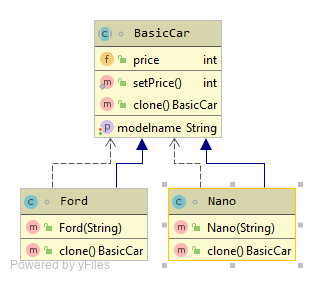 BasicCar
price int
setPrice() int
clone() BasicCar
modelname String
Ford
Ford(String)
clone() BasicCar
Nano
Nano(String)
clone() BasicCar
Powered by yFiles